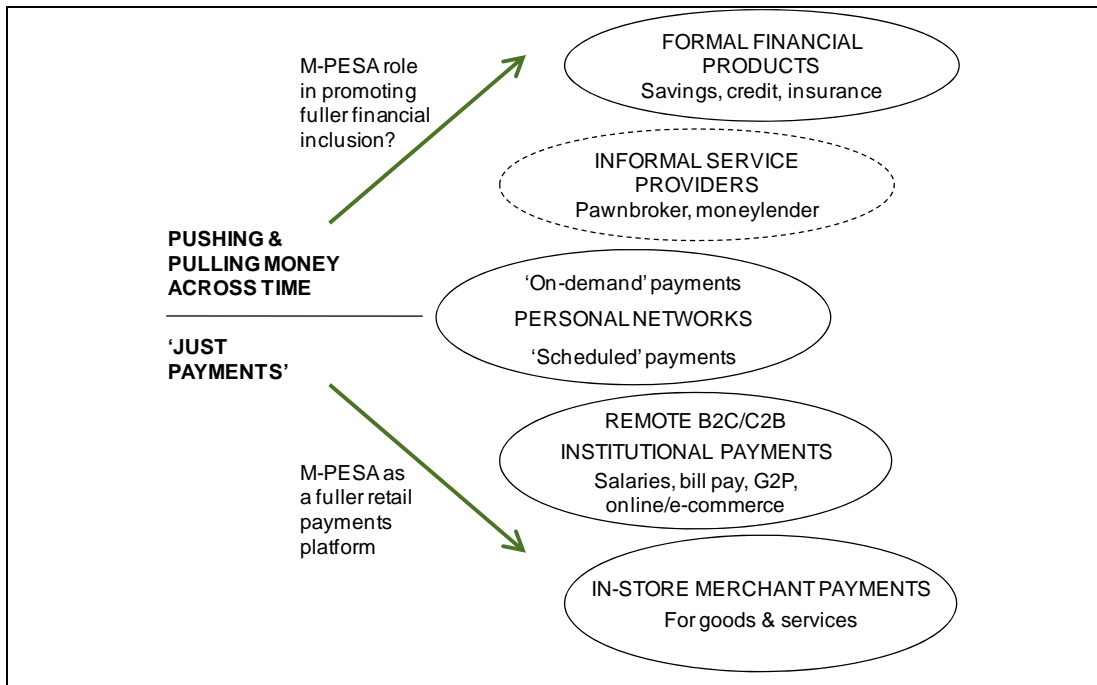 FORMAL FINANCIAL
PRODUCTS
Savings, credit, insurance
M-PESA role
in promoting
fuller financial
inclusion?
INFORMAL SERVICE
PROVIDERS
Pawnbroker, moneylender
PUSHING &
PULLING MONEY
ACROSS TIME
'On-demand' payments
PERSONAL NETWORKS
'Scheduled' payments
‘JUST
PAYMENTS’
REMOTE B2C/C2B
INSTITUTIONAL PAYMENTS
Salaries, bill pay, G2P,
online/e-commerce
M-PESA as
a fuller retail
payments
platform
IN-STORE MERCHANT PAYMENTS
For goods & services